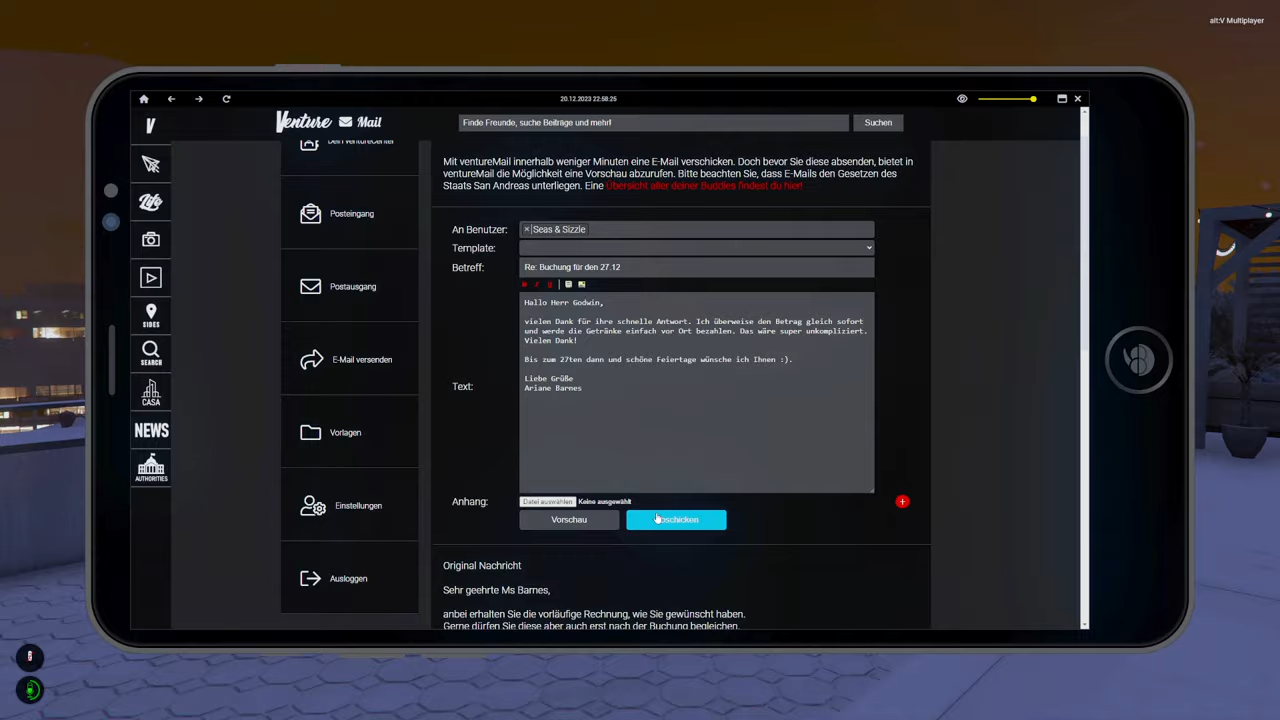 alt:V Multiplayer
20.12.2023 22:58:25
V
Venture Mail
Finde Freunde, suche Beiträge und mehr!
Suchen
Dein VentureCenter
Posteingang
Postausgang
E-Mail versenden
Vorlagen
Einstellungen
Ausloggen
Life
SIDES
SEARCH
CASA
NEWS
AUTHORITIES
Mit ventureMail innerhalb weniger Minuten eine E-Mail verschicken. Doch bevor Sie diese absenden, bietet
ventureMail die Möglichkeit eine Vorschau abzurufen. Bitte beachten Sie, dass E-Mails den Gesetzen des
Staats San Andreas unterliegen. Eine Übersicht aller deiner Buddies findest du hier!
An Benutzer: × Seas & Sizzle
Template:
Betreff: Re: Buchung für den 27.12
Hallo Herr Godwin,
vielen Dank für ihre schnelle Antwort. Ich überweise den Betrag gleich sofort
und werde die Getränke einfach vor Ort bezahlen. Das wäre super unkompliziert.
Vielen Dank!
Bis zum 27ten dann und schöne Feiertage wünsche ich Ihnen :).
Liebe Grüße
Ariane Barnes
Text:
Anhang: Datei auswählen Keine ausgewählt
Vorschau
Abschicken
Original Nachricht
Sehr geehrte Ms Barnes,
anbei erhalten Sie die vorläufige Rechnung, wie Sie gewünscht haben.
Gerne dürfen Sie diese aber auch erst nach der Buchung begleichen.